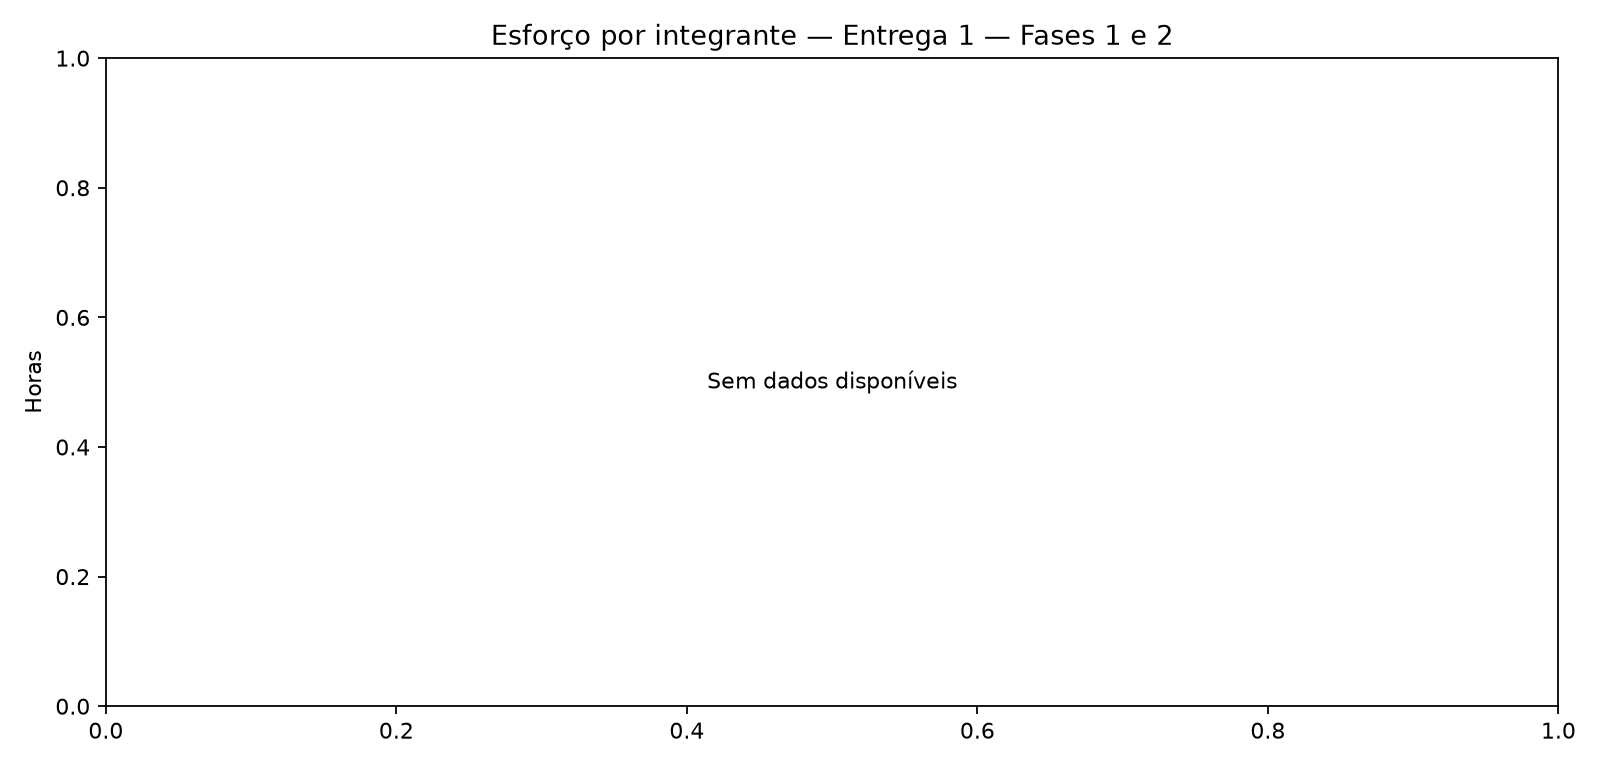 Esforço por integrante — Entrega 1 — Fases 1 e 2
1.0
0.8
0.6
0.4
0.2
0.0
Horas
Sem dados disponíveis
0.0 0.2 0.4 0.6 0.8 1.0